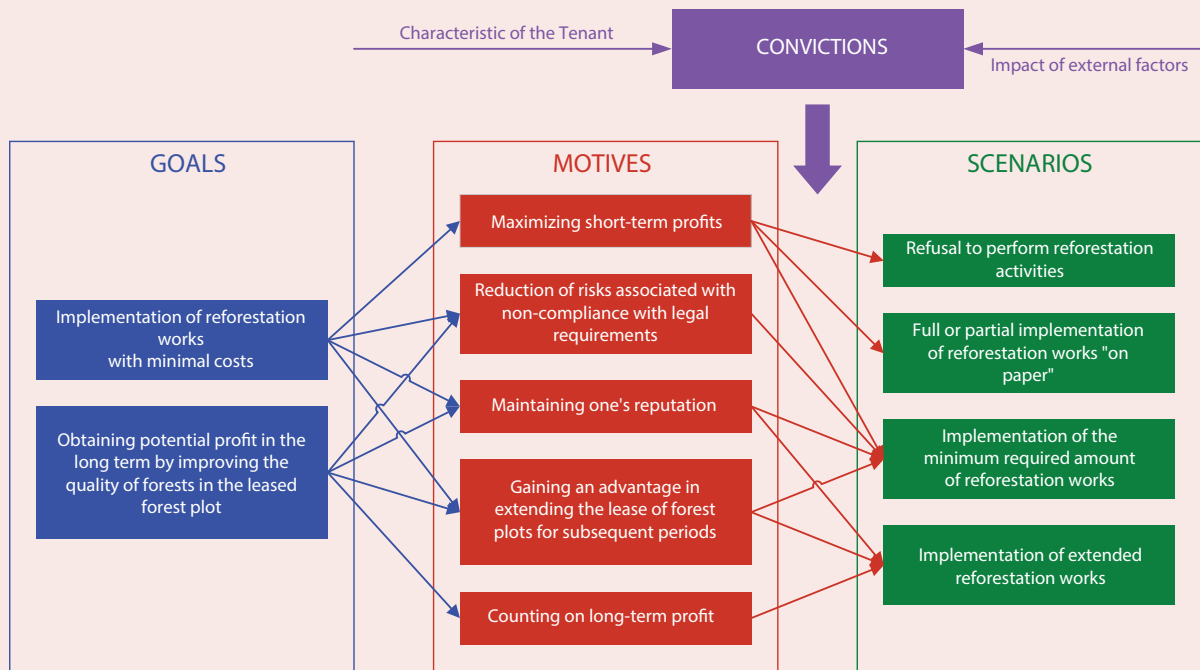 Characteristic of the Tenant
CONVICTIONS
Impact of external factors
GOALS
Implementation of reforestation
works
with minimal costs
Obtaining potential profit in the
long term by improving the
quality of forests in the leased
forest plot
MOTIVES
Maximizing short-term profits
Reduction of risks associated with
non-compliance with legal
requirements
Maintaining one's reputation
Gaining an advantage in
extending the lease of forest
plots for subsequent periods
Counting on long-term profit
SCENARIOS
Refusal to perform reforestation
activities
Full or partial implementation
of reforestation works "on
paper"
Implementation of the
minimum required amount
of reforestation works
Implementation of extended
reforestation works